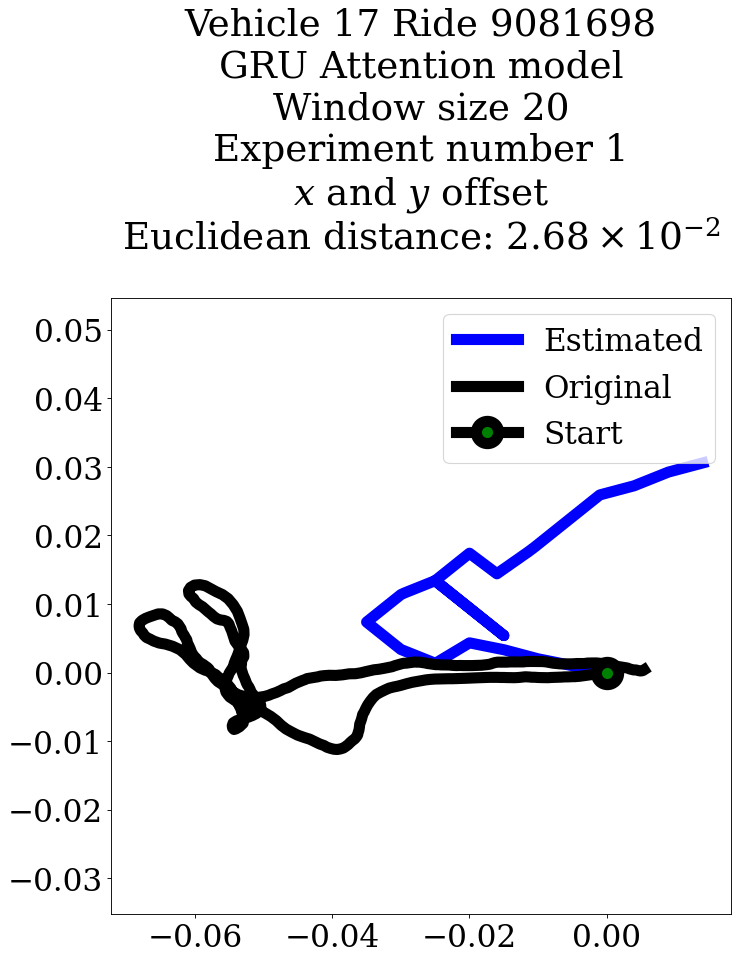 Vehicle 17 Ride 9081698
GRU Attention model
Window size 20
Experiment number 1
x and y offset
Euclidean distance: 2.68 × 10⁻²
Estimated
Original
Start
0.05
0.04
0.03
0.02
0.01
0.00
−0.01
−0.02
−0.03
−0.06 −0.04 −0.02 0.00